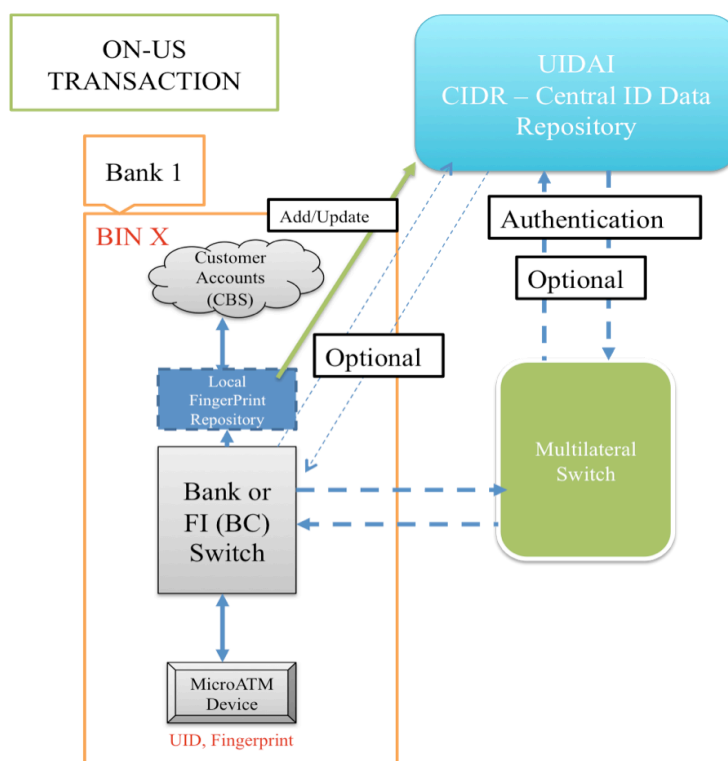 ON-US
TRANSACTION
UIDAI
CIDR – Central ID Data
Repository
Bank 1
Add/Update
Authentication
BIN X
Customer
Accounts
(CBS)
Optional
Optional
Local
FingerPrint
Repository
Multilateral
Switch
Bank or
FI (BC)
Switch
MicroATM
Device
UID, Fingerprint